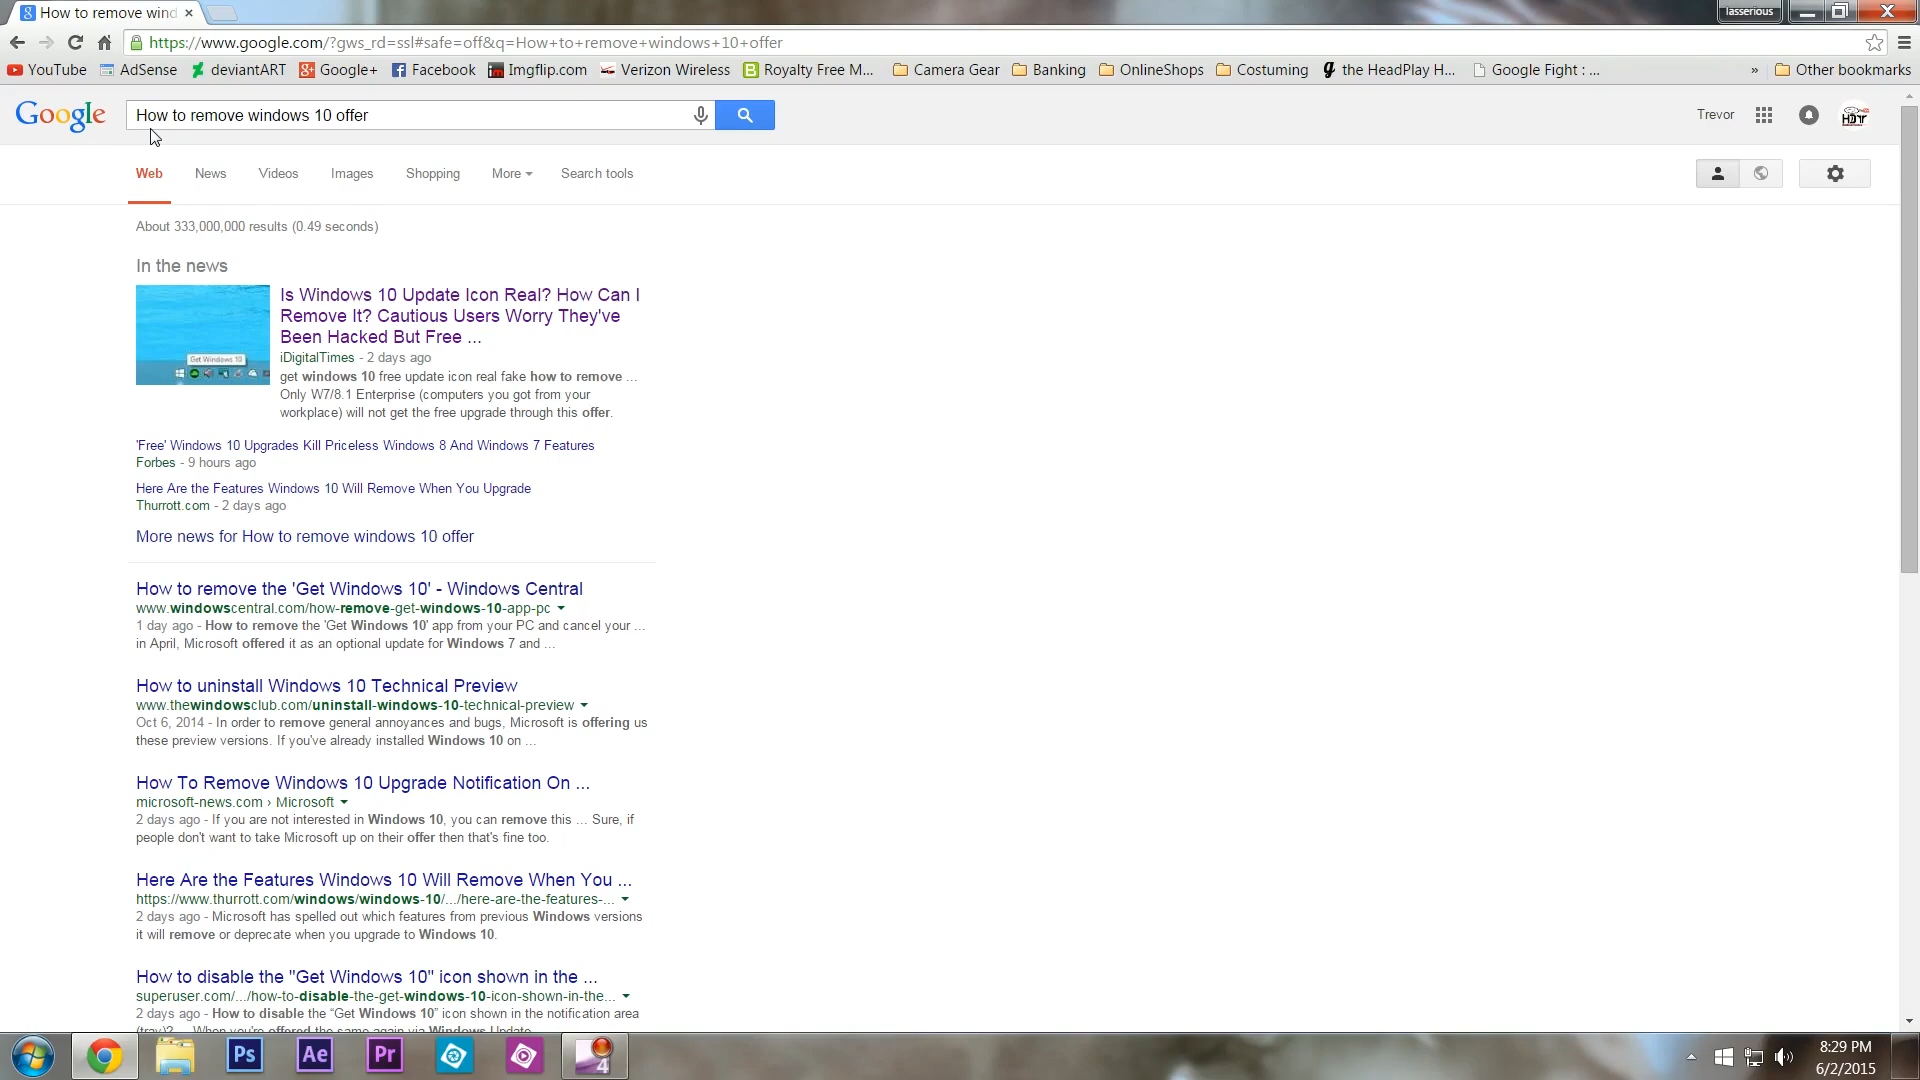 How to remove wind
lasserious
https://www.google.com/?gws_rd=ssl#safe=off&q=How+to+remove+windows+10+offer
YouTube AdSense deviantART Google+ Facebook Imgflip.com Verizon Wireless Royalty Free M... Camera Gear Banking OnlineShops Costuming the HeadPlay H... Google Fight : ... » Other bookmarks
Google How to remove windows 10 offer Trevor HDT
Web News Videos Images Shopping More Search tools
About 333,000,000 results (0.49 seconds)
In the news
Get Windows 10
Is Windows 10 Update Icon Real? How Can I
Remove It? Cautious Users Worry They've
Been Hacked But Free ...
iDigitalTimes - 2 days ago
get windows 10 free update icon real fake how to remove ...
Only W7/8.1 Enterprise (computers you got from your
workplace) will not get the free upgrade through this offer.
'Free' Windows 10 Upgrades Kill Priceless Windows 8 And Windows 7 Features
Forbes - 9 hours ago
Here Are the Features Windows 10 Will Remove When You Upgrade
Thurrott.com - 2 days ago
More news for How to remove windows 10 offer
How to remove the 'Get Windows 10' - Windows Central
www.windowscentral.com/how-remove-get-windows-10-app-pc
1 day ago - How to remove the 'Get Windows 10' app from your PC and cancel your ...
in April, Microsoft offered it as an optional update for Windows 7 and ...
How to uninstall Windows 10 Technical Preview
www.thewindowsclub.com/uninstall-windows-10-technical-preview
Oct 6, 2014 - In order to remove general annoyances and bugs, Microsoft is offering us
these preview versions. If you've already installed Windows 10 on ...
How To Remove Windows 10 Upgrade Notification On ...
microsoft-news.com › Microsoft
2 days ago - If you are not interested in Windows 10, you can remove this ... Sure, if
people don't want to take Microsoft up on their offer then that's fine too.
Here Are the Features Windows 10 Will Remove When You ...
https://www.thurrott.com/windows/windows-10/.../here-are-the-features-...
2 days ago - Microsoft has spelled out which features from previous Windows versions
it will remove or deprecate when you upgrade to Windows 10.
How to disable the "Get Windows 10" icon shown in the ...
superuser.com/.../how-to-disable-the-get-windows-10-icon-shown-in-the...
2 days ago - How to disable the “Get Windows 10” icon shown in the notification area
(tray)? ... When you're offered the same again via Windows Update
Ps Ae Pr 4
8:29 PM
6/2/2015